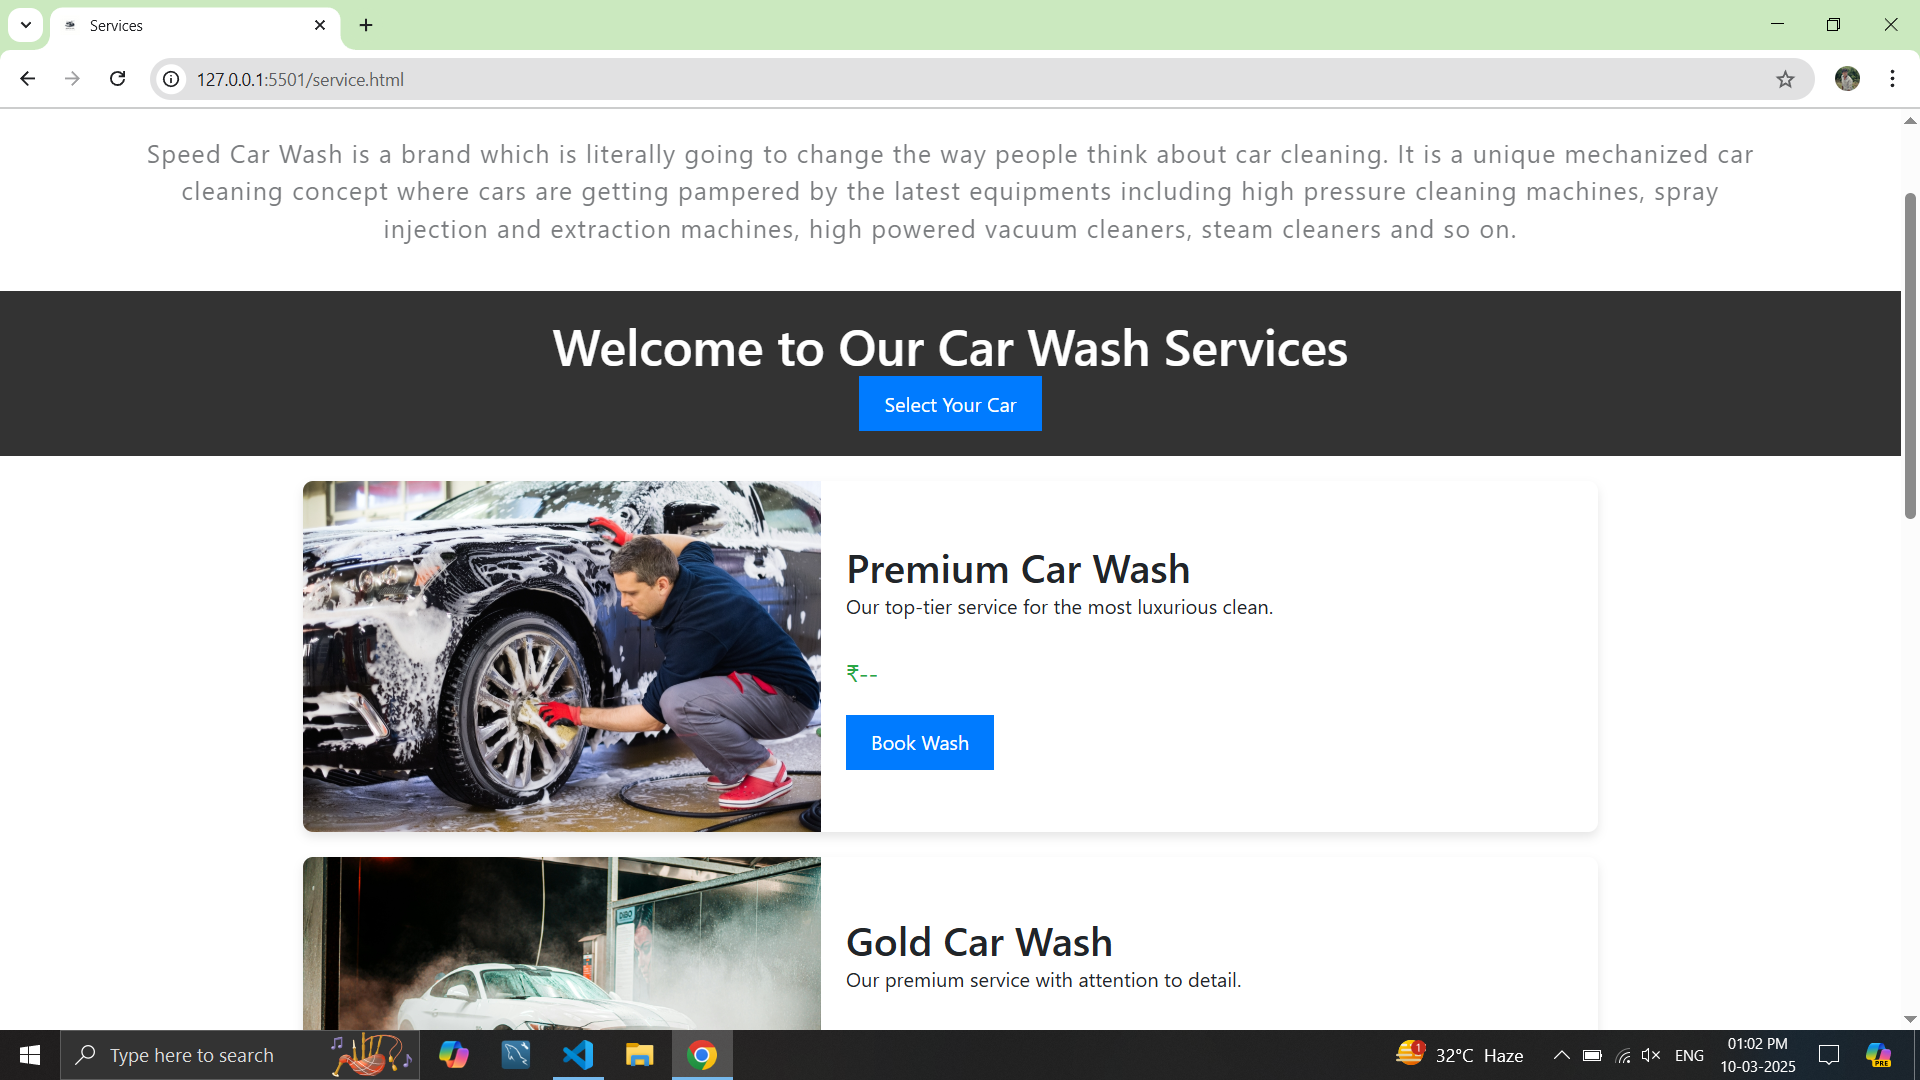 Services
127.0.0.1:5501/service.html
Speed Car Wash is a brand which is literally going to change the way people think about car cleaning. It is a unique mechanized car
cleaning concept where cars are getting pampered by the latest equipments including high pressure cleaning machines, spray
injection and extraction machines, high powered vacuum cleaners, steam cleaners and so on.
Welcome to Our Car Wash Services
Select Your Car
Premium Car Wash
Our top-tier service for the most luxurious clean.
₹--
Book Wash
DiBO
Gold Car Wash
Our premium service with attention to detail.
Type here to search
1
32°C Haze
ENG
01:02 PM
10-03-2025
PRE